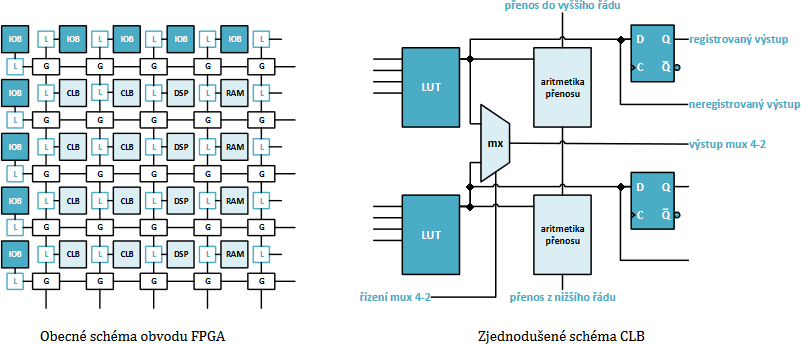 IOB L IOB L IOB L IOB L IOB L
L G G G G G
IOB L CLB L CLB L DSP L RAM L
L G G G G G
IOB L CLB L CLB L DSP L RAM L
L G G G G G
IOB L CLB L CLB L DSP L RAM L
L G G G G G
IOB L CLB L CLB L DSP L RAM L
L G G G G G
Obecné schéma obvodu FPGA
přenos do vyššího řádu
LUT
aritmetika
přenosu
D Q
C Q̅
registrovaný výstup
neregistrovaný výstup
mx
výstup mux 4-2
LUT
aritmetika
přenosu
D Q
C Q̅
řízení mux 4-2
přenos z nižšího řádu
Zjednodušené schéma CLB